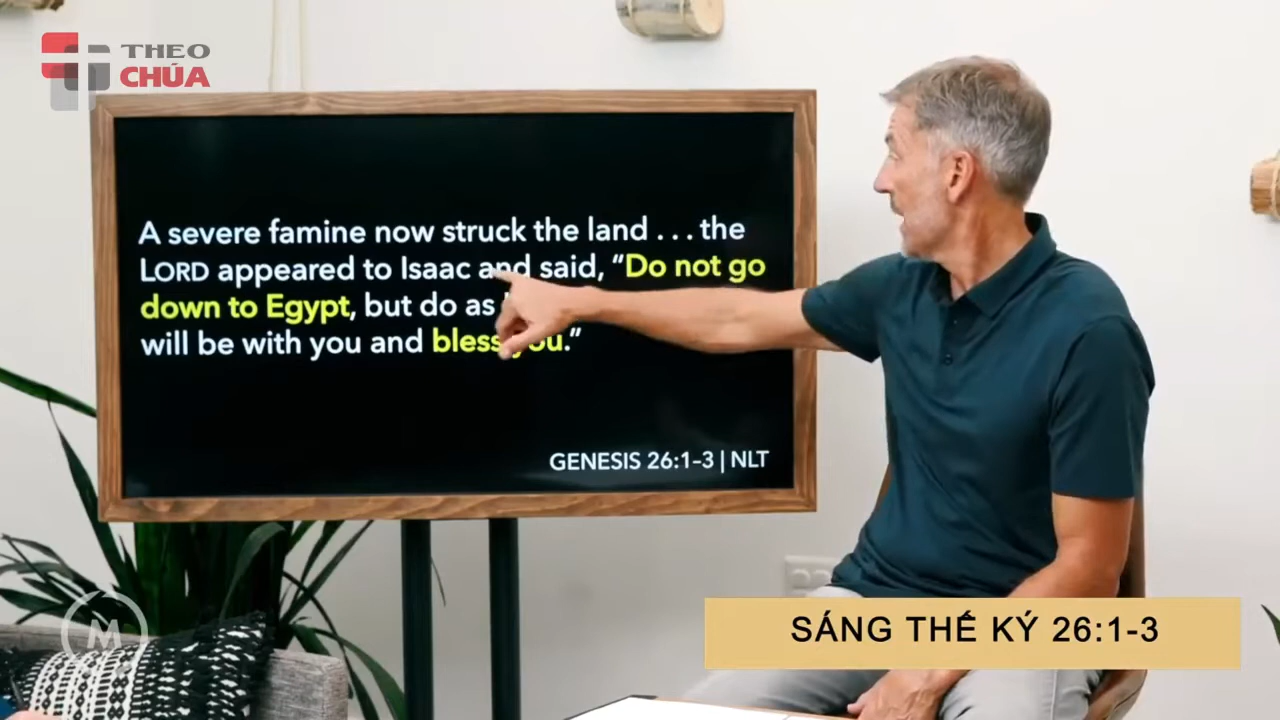 THEO
CHÚA
A severe famine now struck the land . . . the
LORD appeared to Isaac and said, “Do not go
down to Egypt, but do as
will be with you and bless you.”
GENESIS 26:1–3 | NLT
M
SÁNG THẾ KÝ 26:1-3